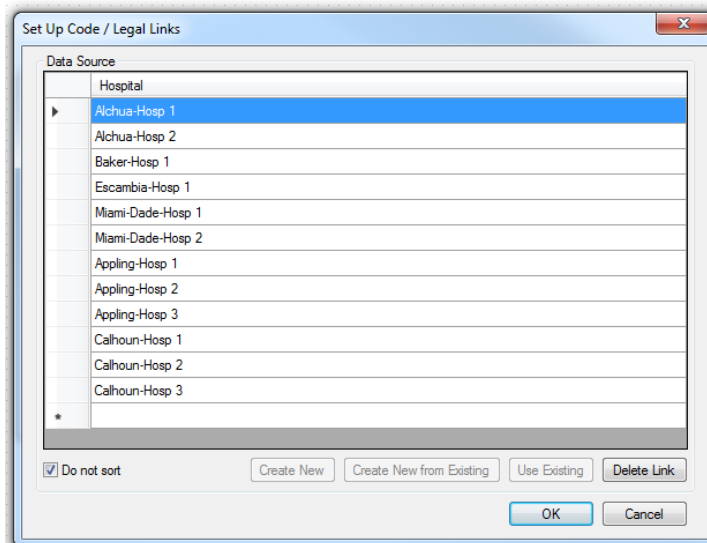 Set Up Code / Legal Links
Data Source
Hospital
Alchua-Hosp 1
Alchua-Hosp 2
Baker-Hosp 1
Escambia-Hosp 1
Miami-Dade-Hosp 1
Miami-Dade-Hosp 2
Appling-Hosp 1
Appling-Hosp 2
Appling-Hosp 3
Calhoun-Hosp 1
Calhoun-Hosp 2
Calhoun-Hosp 3
*
Do not sort Create New Create New from Existing Use Existing Delete Link
OK Cancel